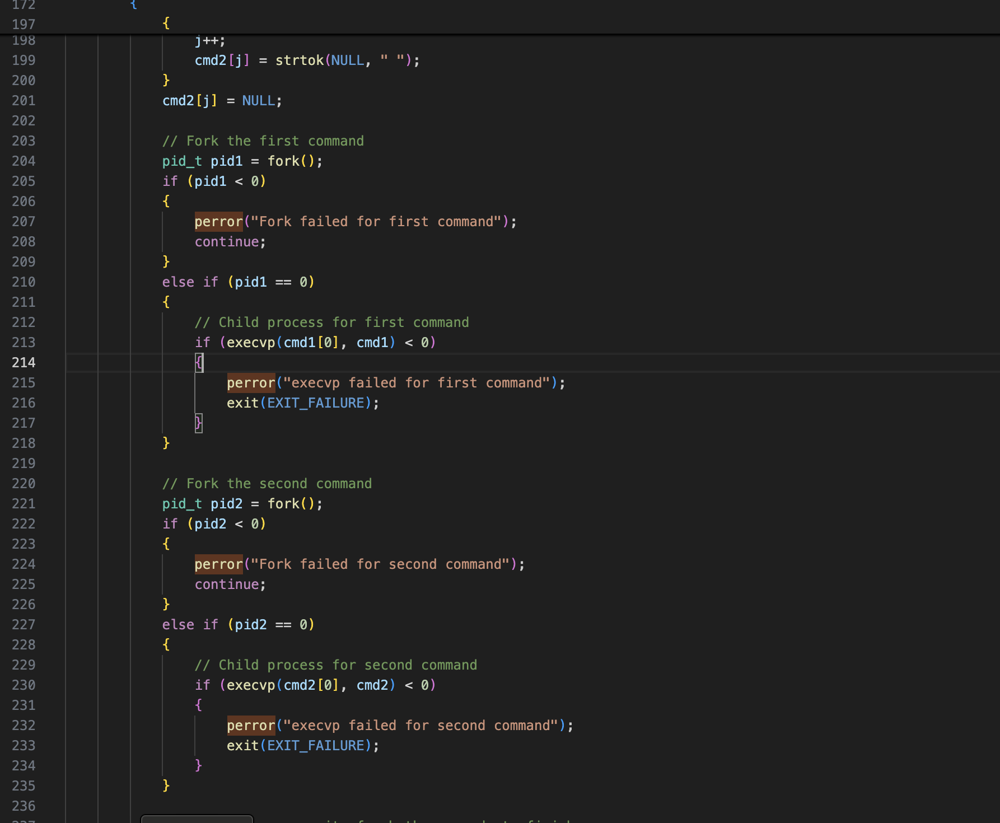 172 {
197 {
198 j++;
199 cmd2[j] = strtok(NULL, " ");
200 }
201 cmd2[j] = NULL;
202
203 // Fork the first command
204 pid_t pid1 = fork();
205 if (pid1 < 0)
206 {
207 perror("Fork failed for first command");
208 continue;
209 }
210 else if (pid1 == 0)
211 {
212 // Child process for first command
213 if (execvp(cmd1[0], cmd1) < 0)
214 {
215 perror("execvp failed for first command");
216 exit(EXIT_FAILURE);
217 }
218 }
219
220 // Fork the second command
221 pid_t pid2 = fork();
222 if (pid2 < 0)
223 {
224 perror("Fork failed for second command");
225 continue;
226 }
227 else if (pid2 == 0)
228 {
229 // Child process for second command
230 if (execvp(cmd2[0], cmd2) < 0)
231 {
232 perror("execvp failed for second command");
233 exit(EXIT_FAILURE);
234 }
235 }
236
237